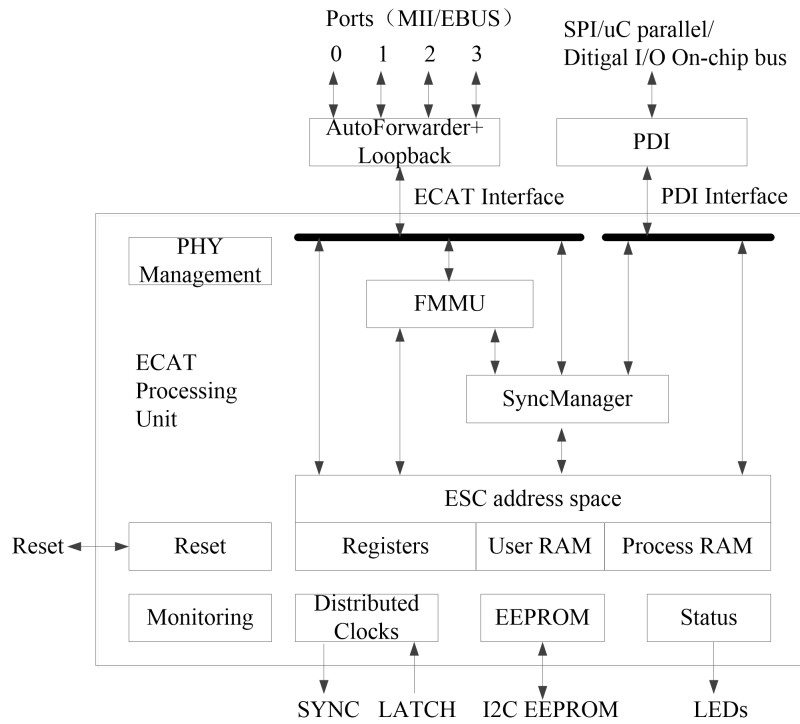 Ports（MII/EBUS）
0 1 2 3
SPI/uC parallel/
Ditigal I/O On-chip bus
AutoForwarder+
Loopback
PDI
ECAT Interface
PDI Interface
PHY
Management
FMMU
ECAT
Processing
Unit
SyncManager
ESC address space
Reset
Reset
Registers
User RAM
Process RAM
Monitoring
Distributed
Clocks
EEPROM
Status
SYNC
LATCH
I2C EEPROM
LEDs